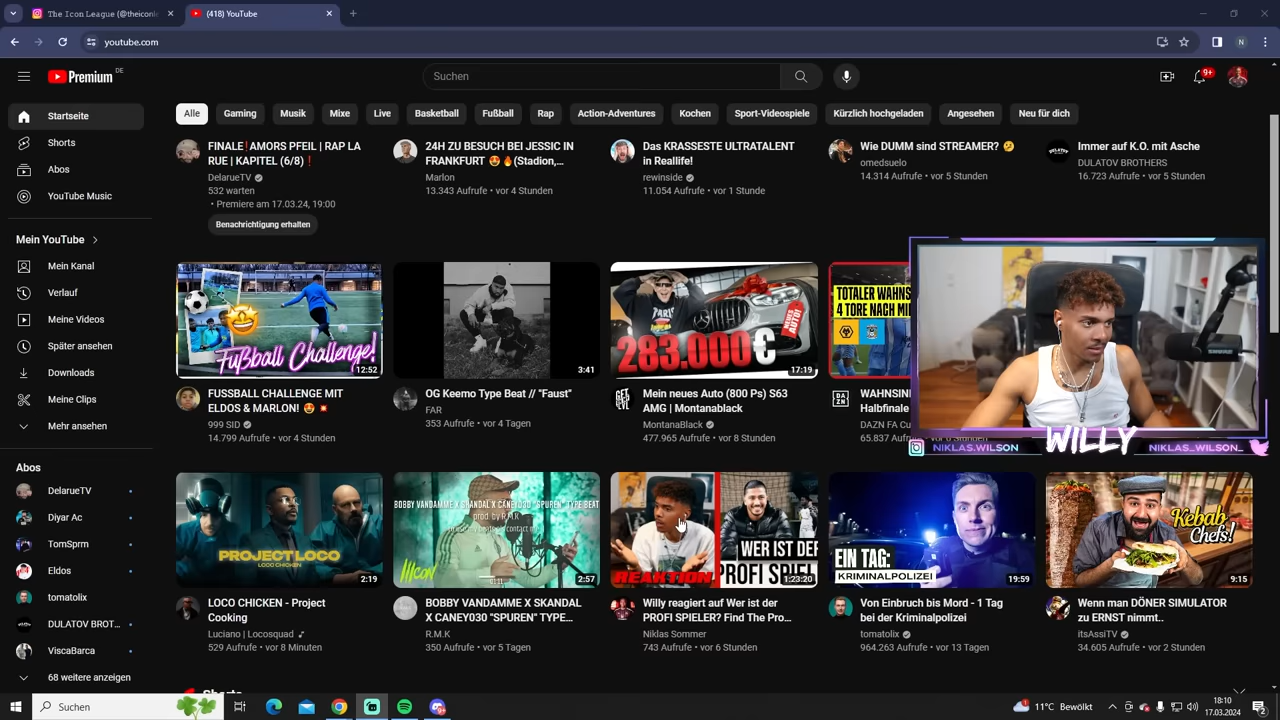 The Icon League (@theiconle
(418) YouTube
youtube.com
Premium DE
Suchen
9+
Startseite
Shorts
Abos
YouTube Music
Mein YouTube
Mein Kanal
Verlauf
Meine Videos
Später ansehen
Downloads
Meine Clips
Mehr ansehen
Abos
DelarueTV
Diyar Ac
TomSprm
Eldos
tomatolix
DULATOV BROT...
ViscaBarca
68 weitere anzeigen
Alle Gaming Musik Mixe Live Basketball Fußball Rap Action-Adventures Kochen Sport-Videospiele Kürzlich hochgeladen Angesehen Neu für dich
FINALE❗AMORS PFEIL | RAP LA
RUE | KAPITEL (6/8)❗
DelarueTV
532 warten
• Premiere am 17.03.24, 19:00
Benachrichtigung erhalten
24H ZU BESUCH BEI JESSIC IN
FRANKFURT 😍🔥(Stadion,...
Marlon
13.343 Aufrufe • vor 4 Stunden
Das KRASSESTE ULTRATALENT
in Reallife!
rewinside
11.054 Aufrufe • vor 1 Stunde
Wie DUMM sind STREAMER? 🤔
omedsuelo
14.314 Aufrufe • vor 5 Stunden
DULATOV
Immer auf K.O. mit Asche
DULATOV BROTHERS
16.723 Aufrufe • vor 5 Stunden
Fußball Challenge!
12:52
FUSSBALL CHALLENGE MIT
ELDOS & MARLON! 😍💥
999 SID
14.799 Aufrufe • vor 4 Stunden
3:41
OG Keemo Type Beat // "Faust"
FAR
353 Aufrufe • vor 4 Tagen
PARIS
283.000€
NEUES
AUTO!
17:19
Mein neues Auto (800 Ps) S63
AMG | Montanablack
MontanaBlack
477.965 Aufrufe • vor 8 Stunden
TOTALER WAHNS
4 TORE NACH MI
DAZN
WAHNSIN
Halbfinale
DAZN FA Cu
65.837
WILLY
NIKLAS.WILSON
NIKLAS_WILSON_
PROJECT LOCO
LOCO CHICKEN
2:19
LOCO CHICKEN - Project
Cooking
Luciano | Locosquad
529 Aufrufe • vor 8 Minuten
BOBBY VANDAMME X SKANDAL X CANEY030 "SPUREN" TYPE BEAT
prod. by R.M.K
2:57
BOBBY VANDAMME X SKANDAL
X CANEY030 "SPUREN" TYPE...
R.M.K
350 Aufrufe • vor 5 Tagen
REAKTION
WER IST DER
PROFI SPIEL
1:23:20
Willy reagiert auf Wer ist der
PROFI SPIELER? Find The Pro...
Niklas Sommer
743 Aufrufe • vor 6 Stunden
EIN TAG:
KRIMINALPOLIZEI
19:59
Von Einbruch bis Mord - 1 Tag
bei der Kriminalpolizei
tomatolix
964.263 Aufrufe • vor 13 Tagen
Kebab
Chefs!
9:15
Wenn man DÖNER SIMULATOR
zu ERNST nimmt..
itsAssiTV
34.605 Aufrufe • vor 2 Stunden
Shorts
Suchen
11°C Bewölkt
18:10
17.03.2024